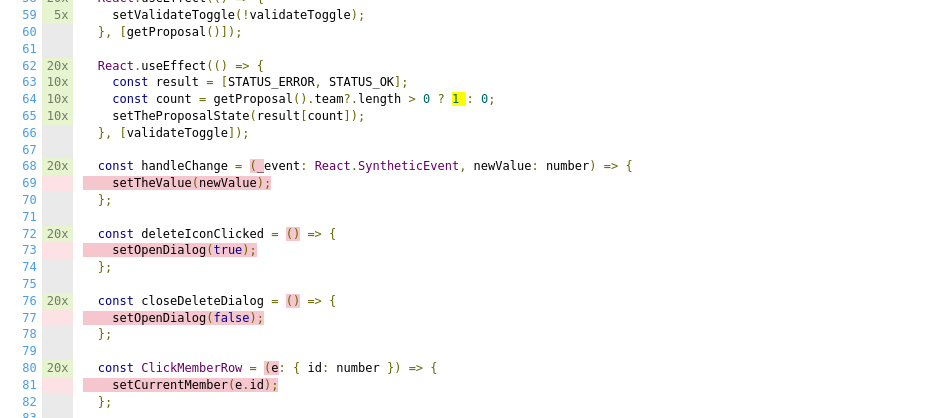 58 20x React.useEffect(() => {
59 5x setValidateToggle(!validateToggle);
60 }, [getProposal()]);
61
62 20x React.useEffect(() => {
63 10x const result = [STATUS_ERROR, STATUS_OK];
64 10x const count = getProposal().team?.length > 0 ? 1 : 0;
65 10x setTheProposalState(result[count]);
66 }, [validateToggle]);
67
68 20x const handleChange = (_event: React.SyntheticEvent, newValue: number) => {
69 setTheValue(newValue);
70 };
71
72 20x const deleteIconClicked = () => {
73 setOpenDialog(true);
74 };
75
76 20x const closeDeleteDialog = () => {
77 setOpenDialog(false);
78 };
79
80 20x const ClickMemberRow = (e: { id: number }) => {
81 setCurrentMember(e.id);
82 };
83